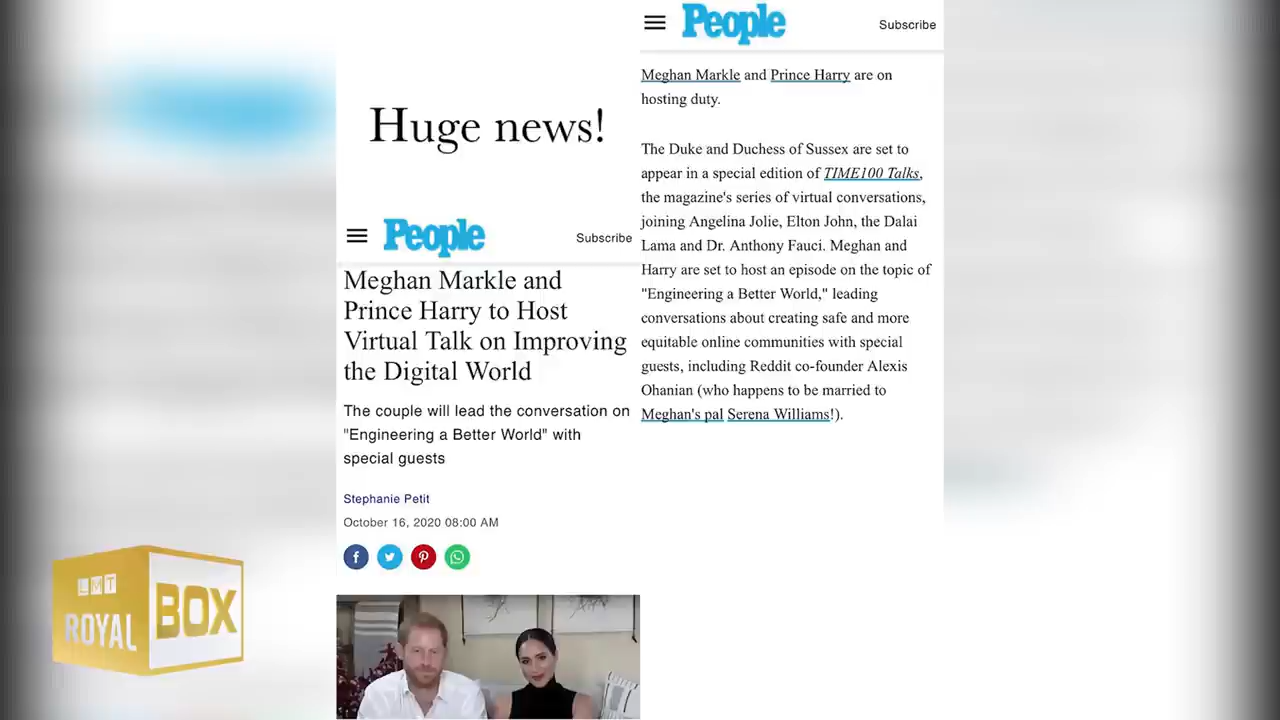 Huge news!
People
Subscribe
Meghan Markle and
Prince Harry to Host
Virtual Talk on Improving
the Digital World
The couple will lead the conversation on
"Engineering a Better World" with
special guests
Stephanie Petit
October 16, 2020 08:00 AM
People
Subscribe
Meghan Markle and Prince Harry are on
hosting duty.
The Duke and Duchess of Sussex are set to
appear in a special edition of TIME100 Talks,
the magazine's series of virtual conversations,
joining Angelina Jolie, Elton John, the Dalai
Lama and Dr. Anthony Fauci. Meghan and
Harry are set to host an episode on the topic of
"Engineering a Better World," leading
conversations about creating safe and more
equitable online communities with special
guests, including Reddit co-founder Alexis
Ohanian (who happens to be married to
Meghan's pal Serena Williams!).
LMT
ROYAL
BOX